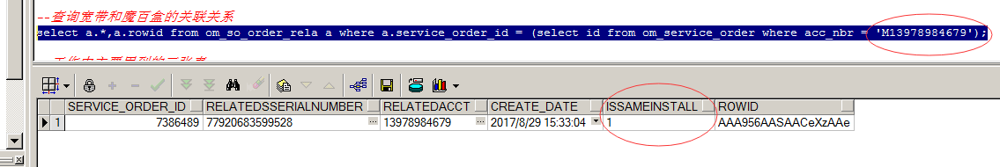 --查询宽带和魔百盒的关联关系
select a.*,a.rowid from om_so_order_rela a where a.service_order_id = (select id from om_service_order where acc_nbr = 'M13978984679');
SERVICE_ORDER_ID RELATEDSSERIALNUMBER RELATEDACCT CREATE_DATE ISSAMEINSTALL ROWID
1 7386489 77920683599528 ... 13978984679 ... 2017/8/29 15:33:04 1 AAA956AASAACeXzAAe